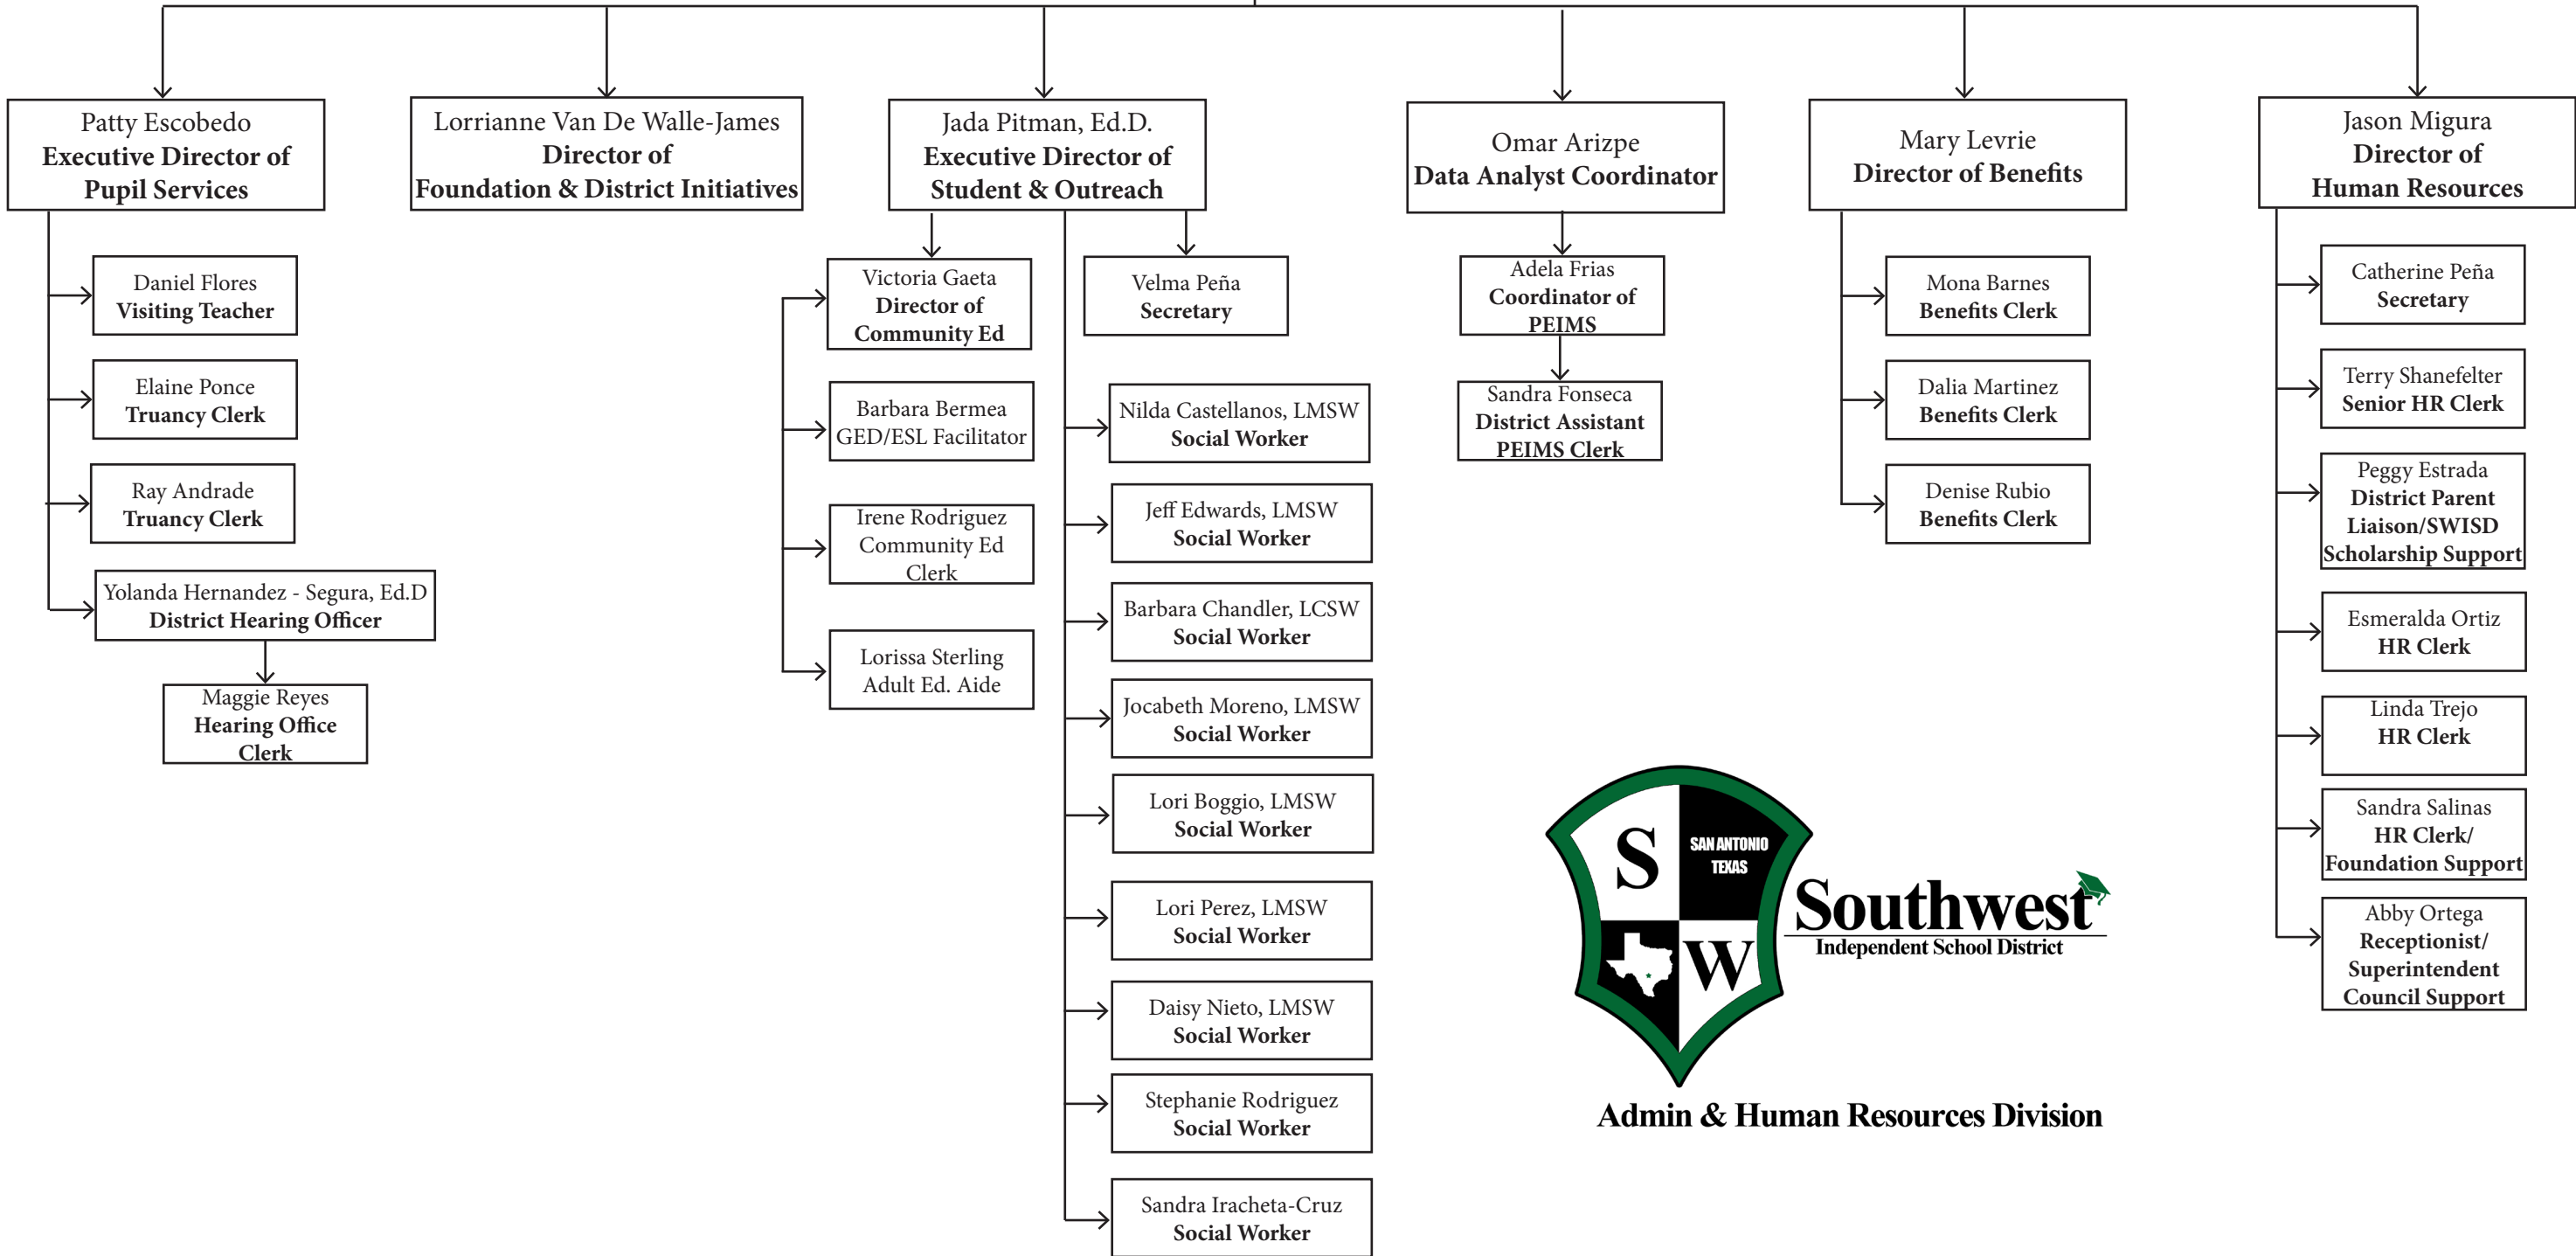 Patty Escobedo
Executive Director of
Pupil Services
Daniel Flores
Visiting Teacher
Elaine Ponce
Truancy Clerk
Ray Andrade
Truancy Clerk
Yolanda Hernandez - Segura, Ed.D
District Hearing Officer
Maggie Reyes
Hearing Office
Clerk
Lorrianne Van De Walle-James
Director of
Foundation & District Initiatives
Jada Pitman, Ed.D.
Executive Director of
Student & Outreach
Victoria Gaeta
Director of
Community Ed
Barbara Bermea
GED/ESL Facilitator
Irene Rodriguez
Community Ed
Clerk
Lorissa Sterling
Adult Ed. Aide
Velma Peña
Secretary
Nilda Castellanos, LMSW
Social Worker
Jeff Edwards, LMSW
Social Worker
Barbara Chandler, LCSW
Social Worker
Jocabeth Moreno, LMSW
Social Worker
Lori Boggio, LMSW
Social Worker
Lori Perez, LMSW
Social Worker
Daisy Nieto, LMSW
Social Worker
Stephanie Rodriguez
Social Worker
Sandra Iracheta-Cruz
Social Worker
Omar Arizpe
Data Analyst Coordinator
Adela Frias
Coordinator of
PEIMS
Sandra Fonseca
District Assistant
PEIMS Clerk
Mary Levrie
Director of Benefits
Mona Barnes
Benefits Clerk
Dalia Martinez
Benefits Clerk
Denise Rubio
Benefits Clerk
Jason Migura
Director of
Human Resources
Catherine Peña
Secretary
Terry Shanefelter
Senior HR Clerk
Peggy Estrada
District Parent
Liaison/SWISD
Scholarship Support
Esmeralda Ortiz
HR Clerk
Linda Trejo
HR Clerk
Sandra Salinas
HR Clerk/
Foundation Support
Abby Ortega
Receptionist/
Superintendent
Council Support
S
SAN ANTONIO
TEXAS
W
Southwest
Independent School District
Admin & Human Resources Division